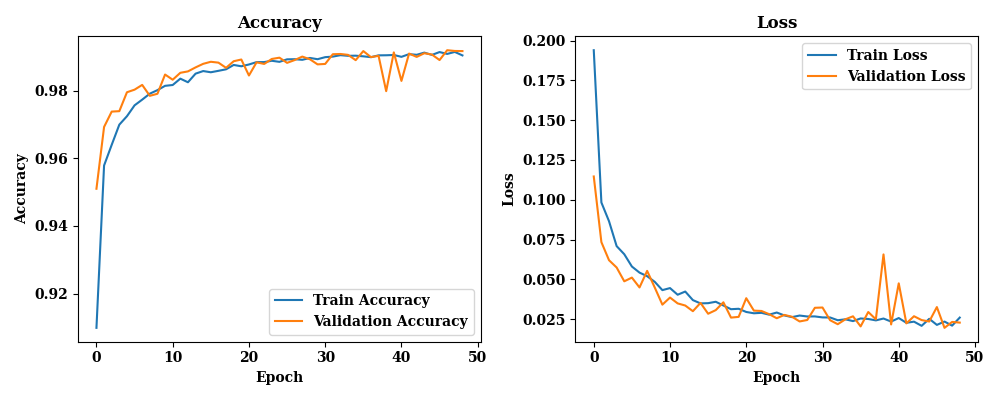 Accuracy
Accuracy
0.98
0.96
0.94
0.92
0
10
20
30
40
50
Epoch
Train Accuracy
Validation Accuracy
Loss
Loss
0.200
0.175
0.150
0.125
0.100
0.075
0.050
0.025
0
10
20
30
40
50
Epoch
Train Loss
Validation Loss